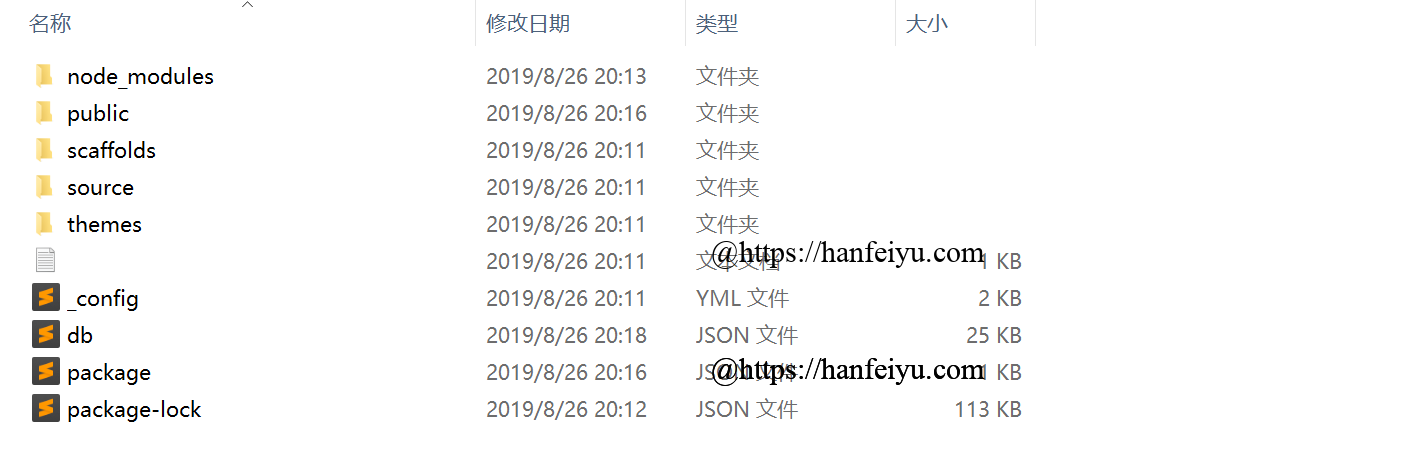 名称 修改日期 类型 大小
node_modules 2019/8/26 20:13 文件夹
public 2019/8/26 20:16 文件夹
scaffolds 2019/8/26 20:11 文件夹
source 2019/8/26 20:11 文件夹
themes 2019/8/26 20:11 文件夹
@https://hanfeiyu.com
2019/8/26 20:11 文本文档 1 KB
_config 2019/8/26 20:11 YML 文件 2 KB
db 2019/8/26 20:18 JSON 文件 25 KB
@https://hanfeiyu.com
package 2019/8/26 20:16 JSON 文件 1 KB
package-lock 2019/8/26 20:12 JSON 文件 113 KB